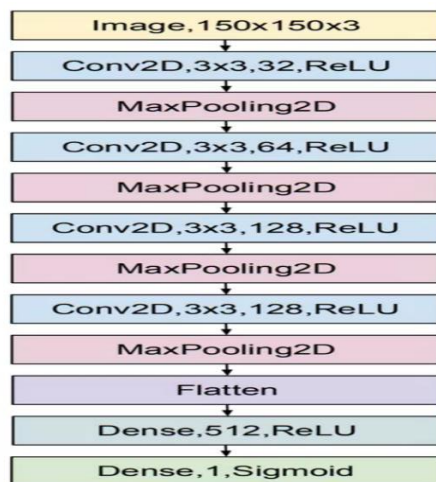 Image,150x150x3
Conv2D,3x3,32,ReLU
MaxPooling2D
Conv2D,3x3,64,ReLU
MaxPooling2D
Conv2D,3x3,128,ReLU
MaxPooling2D
Conv2D,3x3,128,ReLU
MaxPooling2D
Flatten
Dense,512,ReLU
Dense,1,Sigmoid